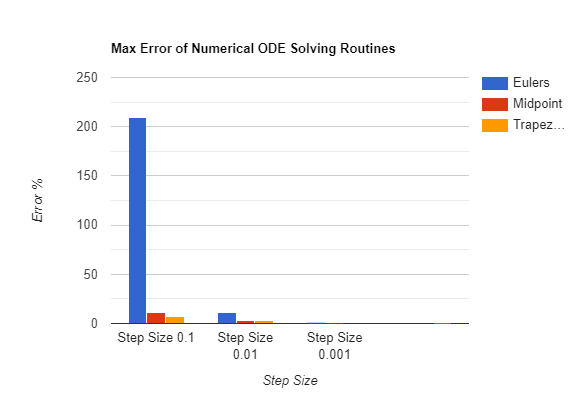 Max Error of Numerical ODE Solving Routines
250
200
150
100
50
0
Error %
Step Size 0.1
Step Size
0.01
Step Size
0.001
Step Size
Eulers
Midpoint
Trapez…